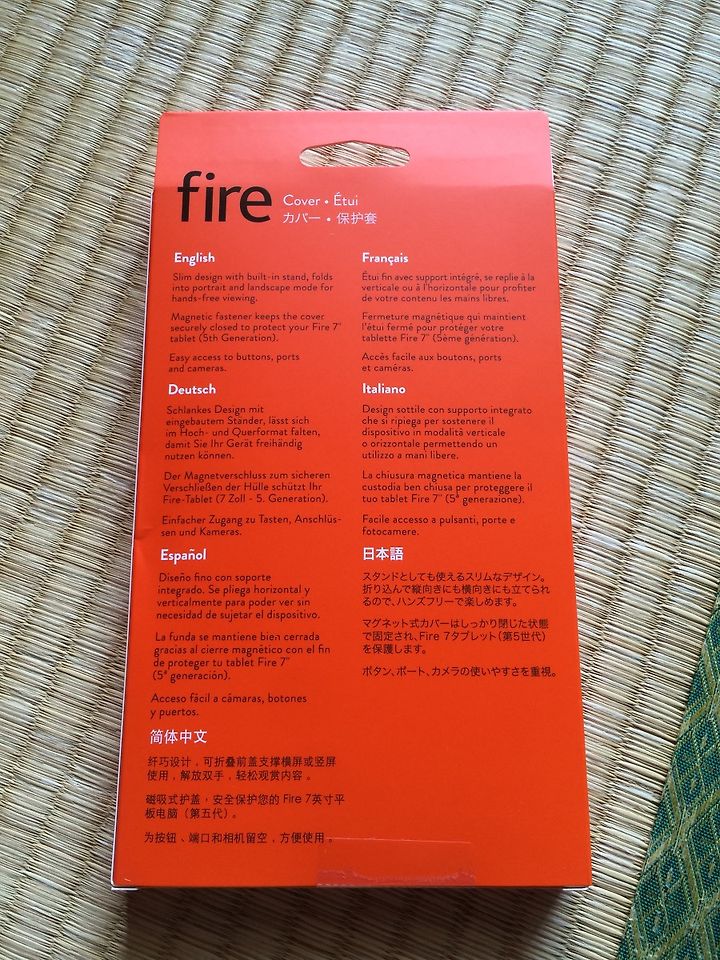 fire
Cover • Étui
カバー • 保护套
English
Slim design with built-in stand, folds
into portrait and landscape mode for
hands-free viewing.
Magnetic fastener keeps the cover
securely closed to protect your Fire 7"
tablet (5th Generation).
Easy access to buttons, ports
and cameras.
Français
Étui fin avec support intégré, se replie à la
verticale ou à l'horizontale pour profiter
de votre contenu les mains libres.
Fermeture magnétique qui maintient
l'étui fermé pour protéger votre
tablette Fire 7" (5ème génération).
Accès facile aux boutons, ports
et caméras.
Deutsch
Schlankes Design mit
eingebautem Ständer, lässt sich
im Hoch- und Querformat falten,
damit Sie Ihr Gerät freihändig
nutzen können.
Der Magnetverschluss zum sicheren
Verschließen der Hülle schützt Ihr
Fire-Tablet (7 Zoll - 5. Generation).
Einfacher Zugang zu Tasten, Anschlüs-
sen und Kameras.
Italiano
Design sottile con supporto integrato
che si ripiega per sostenere il
dispositivo in modalità verticale
o orizzontale permettendo un
utilizzo a mani libere.
La chiusura magnetica mantiene la
custodia ben chiusa per proteggere il
tuo tablet Fire 7" (5ª generazione).
Facile accesso a pulsanti, porte e
fotocamere.
Español
Diseño fino con soporte
integrado. Se pliega horizontal y
verticalmente para poder ver sin
necesidad de sujetar el dispositivo.
La funda se mantiene bien cerrada
gracias al cierre magnético con el fin
de proteger tu tablet Fire 7"
(5ª generación).
Acceso fácil a cámaras, botones
y puertos.
日本語
スタンドとしても使えるスリムなデザイン。
折り込んで縦向きにも横向きにも立てられ
るので、ハンズフリーで楽しめます。
マグネット式カバーはしっかり閉じた状態
で固定され、Fire 7タブレット（第5世代）
を保護します。
ボタン、ポート、カメラの使いやすさを重視。
简体中文
纤巧设计，可折叠前盖支撑横屏或竖屏
使用，解放双手，轻松观赏内容。
磁吸式护盖，安全保护您的 Fire 7英寸平
板电脑（第五代）。
为按钮、端口和相机留空，方便使用。